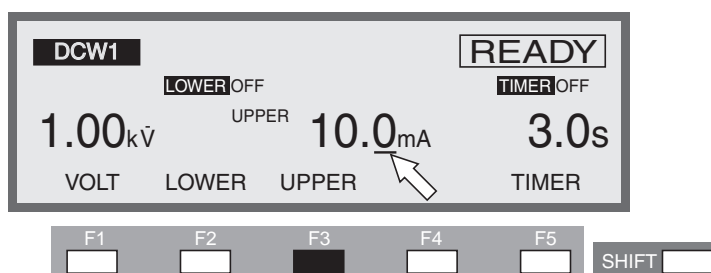 DCW1 READY
LOWER OFF TIMER OFF
1.00kV̄ UPPER 10.0mA 3.0s
VOLT LOWER UPPER TIMER
F1 F2 F3 F4 F5
SHIFT